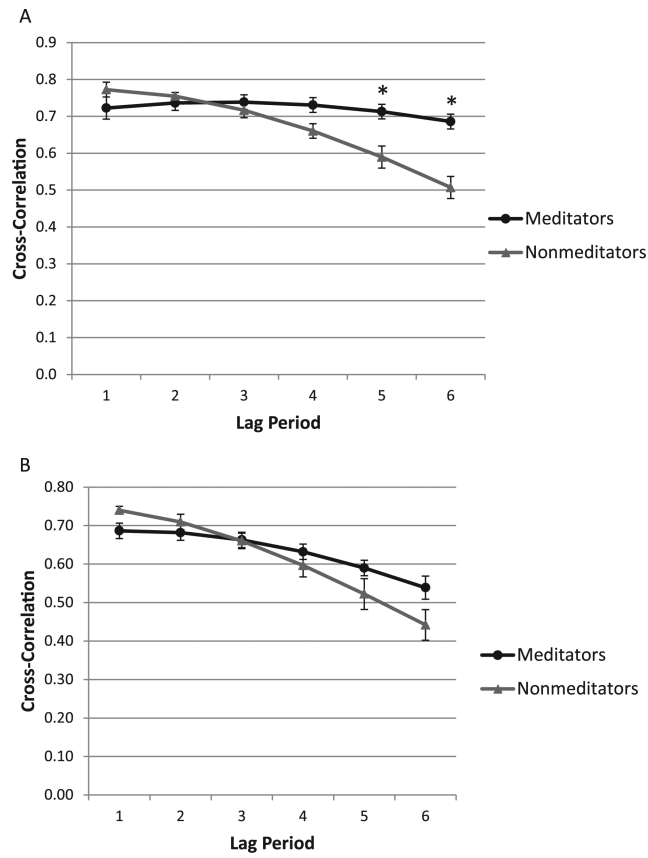 A
0.9
0.8
0.7
0.6
0.5
0.4
0.3
0.2
0.1
0.0
Cross-Correlation
* *
1 2 3 4 5 6
Lag Period
Meditators
Nonmeditators
B
0.80
0.70
0.60
0.50
0.40
0.30
0.20
0.10
0.00
Cross-Correlation
1 2 3 4 5 6
Lag Period
Meditators
Nonmeditators